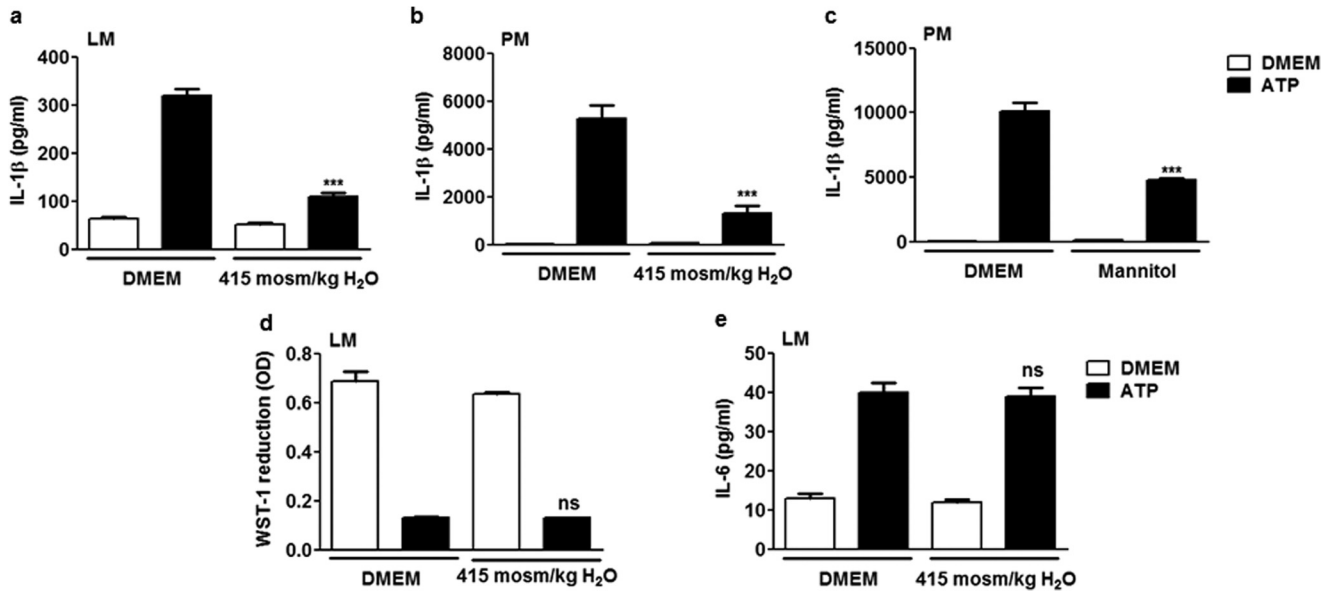 a
LM
IL-1β (pg/ml)
400
300
200
100
0
***
DMEM
415 mosm/kg H₂O
b
PM
IL-1β (pg/ml)
8000
6000
4000
2000
0
***
DMEM
415 mosm/kg H₂O
c
PM
IL-1β (pg/ml)
15000
10000
5000
0
***
DMEM
Mannitol
DMEM
ATP
d
LM
WST-1 reduction (OD)
0.8
0.6
0.4
0.2
0.0
ns
DMEM
415 mosm/kg H₂O
e
LM
IL-6 (pg/ml)
50
40
30
20
10
0
ns
DMEM
415 mosm/kg H₂O
DMEM
ATP